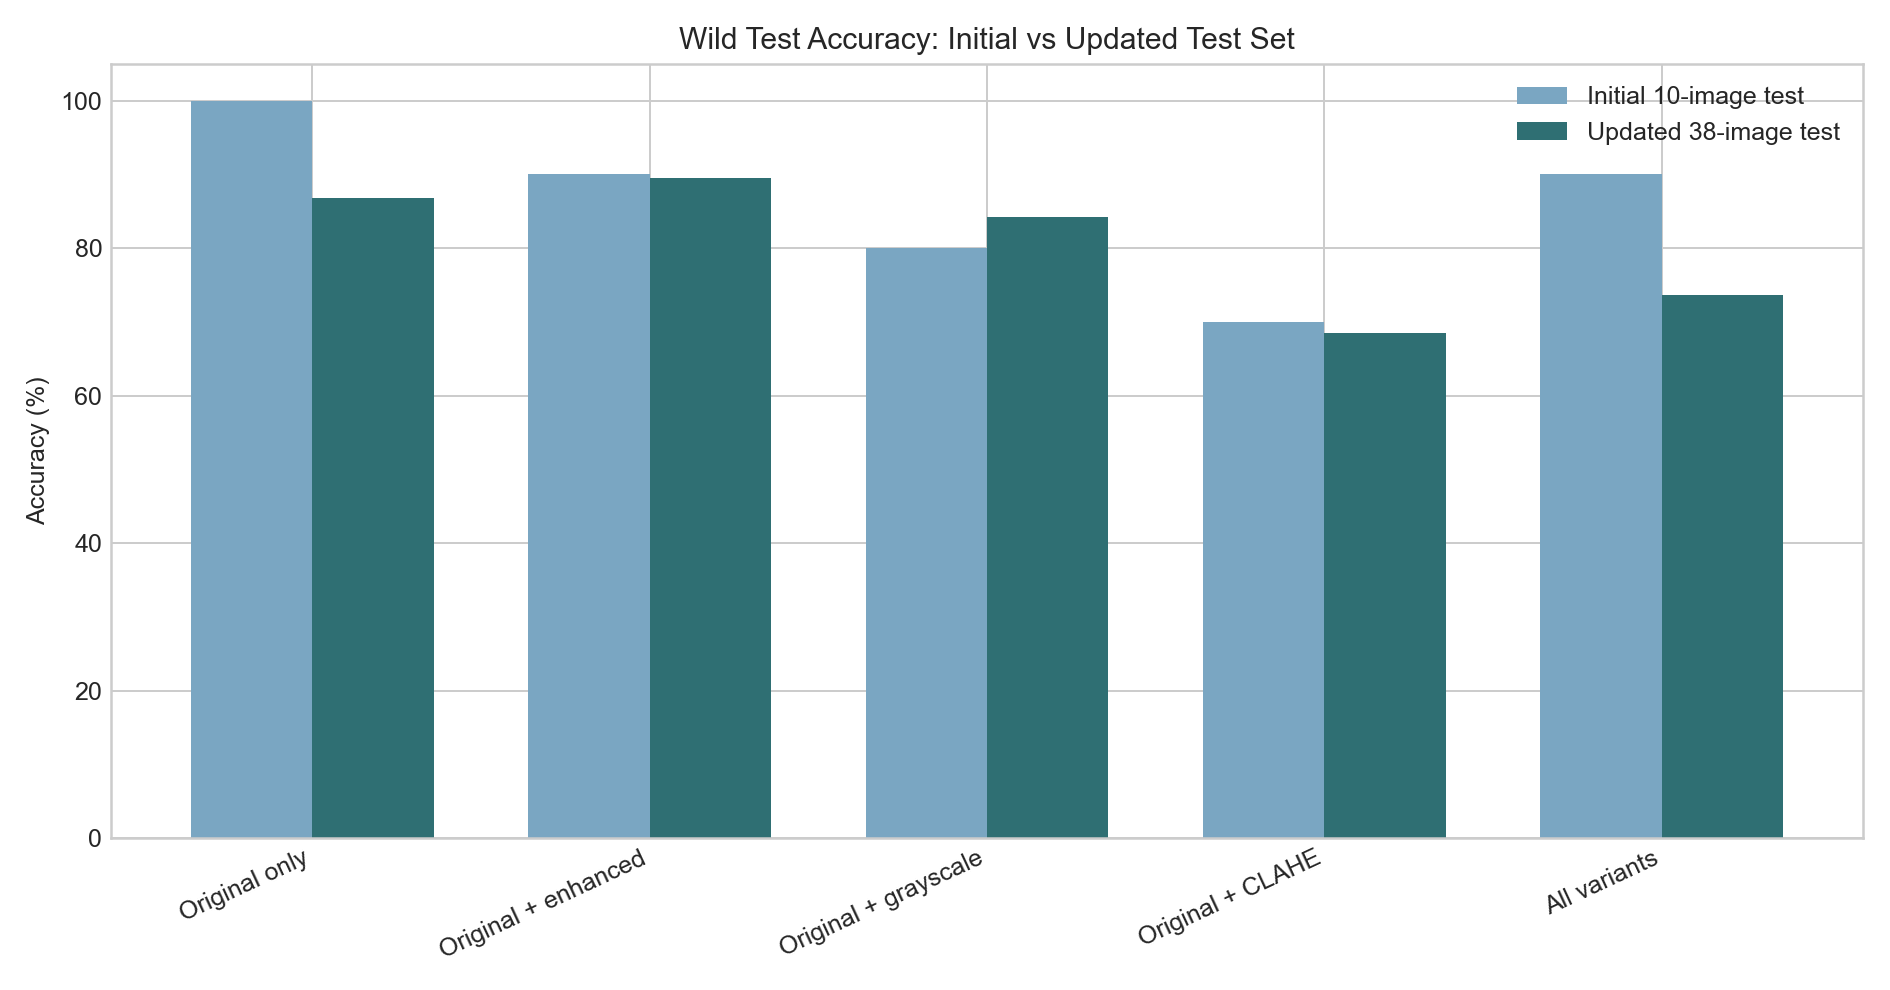 Wild Test Accuracy: Initial vs Updated Test Set
Initial 10-image test
Updated 38-image test
Accuracy (%)
100
80
60
40
20
0
Original only
Original + enhanced
Original + grayscale
Original + CLAHE
All variants